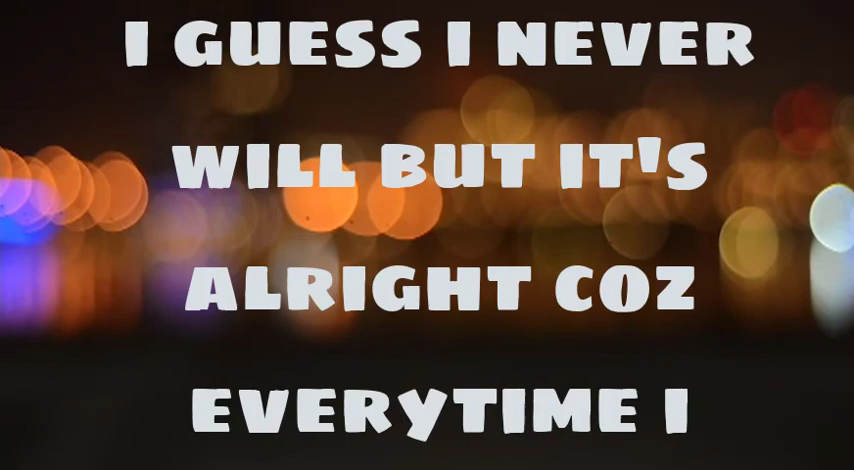 I GUESS I NEVER
WILL BUT IT'S
ALRIGHT COZ
EVERYTIME I